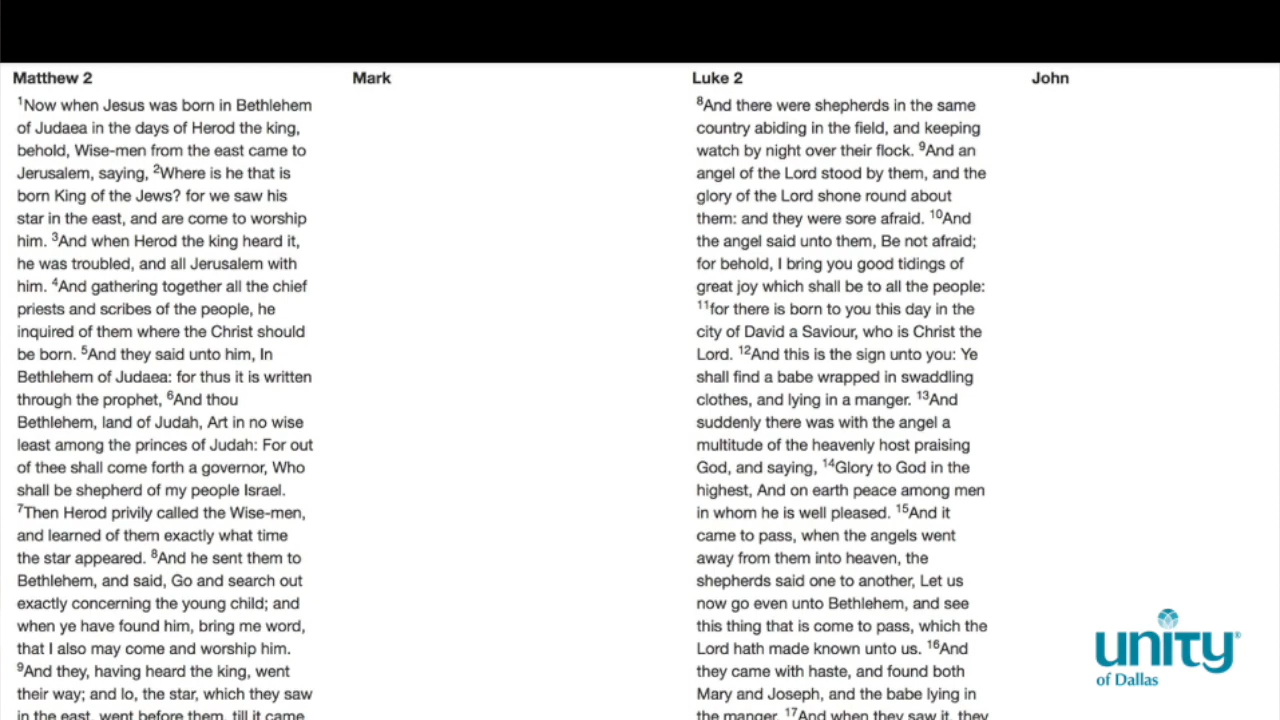 Matthew 2
¹Now when Jesus was born in Bethlehem
of Judaea in the days of Herod the king,
behold, Wise-men from the east came to
Jerusalem, saying, ²Where is he that is
born King of the Jews? for we saw his
star in the east, and are come to worship
him. ³And when Herod the king heard it,
he was troubled, and all Jerusalem with
him. ⁴And gathering together all the chief
priests and scribes of the people, he
inquired of them where the Christ should
be born. ⁵And they said unto him, In
Bethlehem of Judaea: for thus it is written
through the prophet, ⁶And thou
Bethlehem, land of Judah, Art in no wise
least among the princes of Judah: For out
of thee shall come forth a governor, Who
shall be shepherd of my people Israel.
⁷Then Herod privily called the Wise-men,
and learned of them exactly what time
the star appeared. ⁸And he sent them to
Bethlehem, and said, Go and search out
exactly concerning the young child; and
when ye have found him, bring me word,
that I also may come and worship him.
⁹And they, having heard the king, went
their way; and lo, the star, which they saw
in the east, went before them, till it came
Mark
Luke 2
⁸And there were shepherds in the same
country abiding in the field, and keeping
watch by night over their flock. ⁹And an
angel of the Lord stood by them, and the
glory of the Lord shone round about
them: and they were sore afraid. ¹⁰And
the angel said unto them, Be not afraid;
for behold, I bring you good tidings of
great joy which shall be to all the people:
¹¹for there is born to you this day in the
city of David a Saviour, who is Christ the
Lord. ¹²And this is the sign unto you: Ye
shall find a babe wrapped in swaddling
clothes, and lying in a manger. ¹³And
suddenly there was with the angel a
multitude of the heavenly host praising
God, and saying, ¹⁴Glory to God in the
highest, And on earth peace among men
in whom he is well pleased. ¹⁵And it
came to pass, when the angels went
away from them into heaven, the
shepherds said one to another, Let us
now go even unto Bethlehem, and see
this thing that is come to pass, which the
Lord hath made known unto us. ¹⁶And
they came with haste, and found both
Mary and Joseph, and the babe lying in
the manger. ¹⁷And when they saw it, they
John
unity®
of Dallas